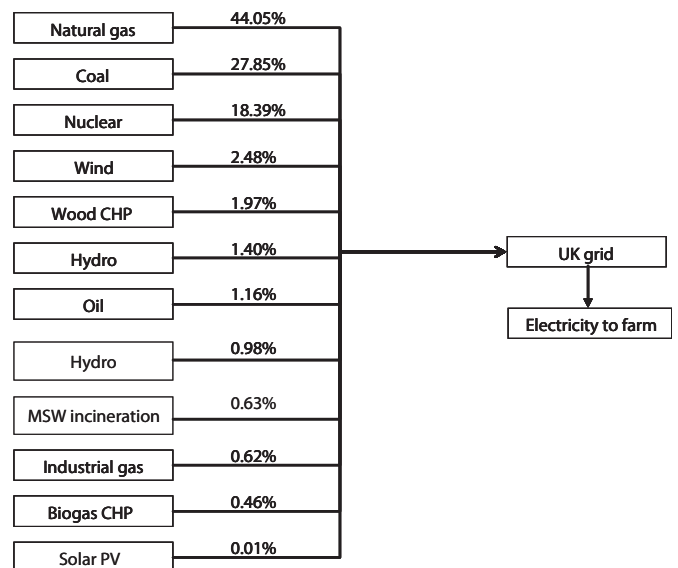 Natural gas 44.05%
Coal 27.85%
Nuclear 18.39%
Wind 2.48%
Wood CHP 1.97%
Hydro 1.40%
Oil 1.16%
Hydro 0.98%
MSW incineration 0.63%
Industrial gas 0.62%
Biogas CHP 0.46%
Solar PV 0.01%
UK grid
Electricity to farm